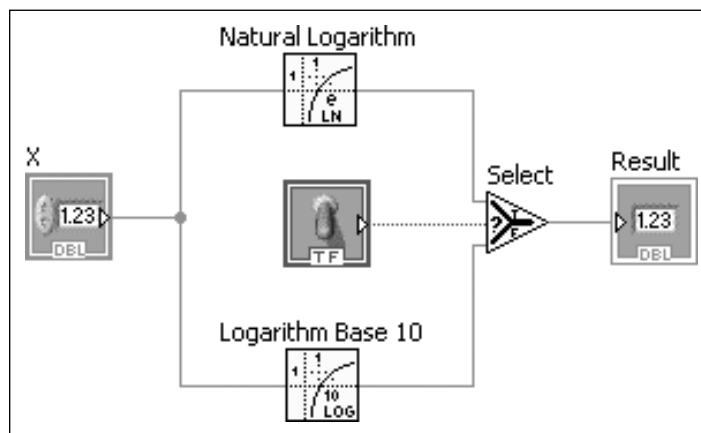 Natural Logarithm
1
1
e
LN
X
1.23
DBL
TF
Select
?
T
F
Result
1.23
DBL
Logarithm Base 10
1
1
10
LOG